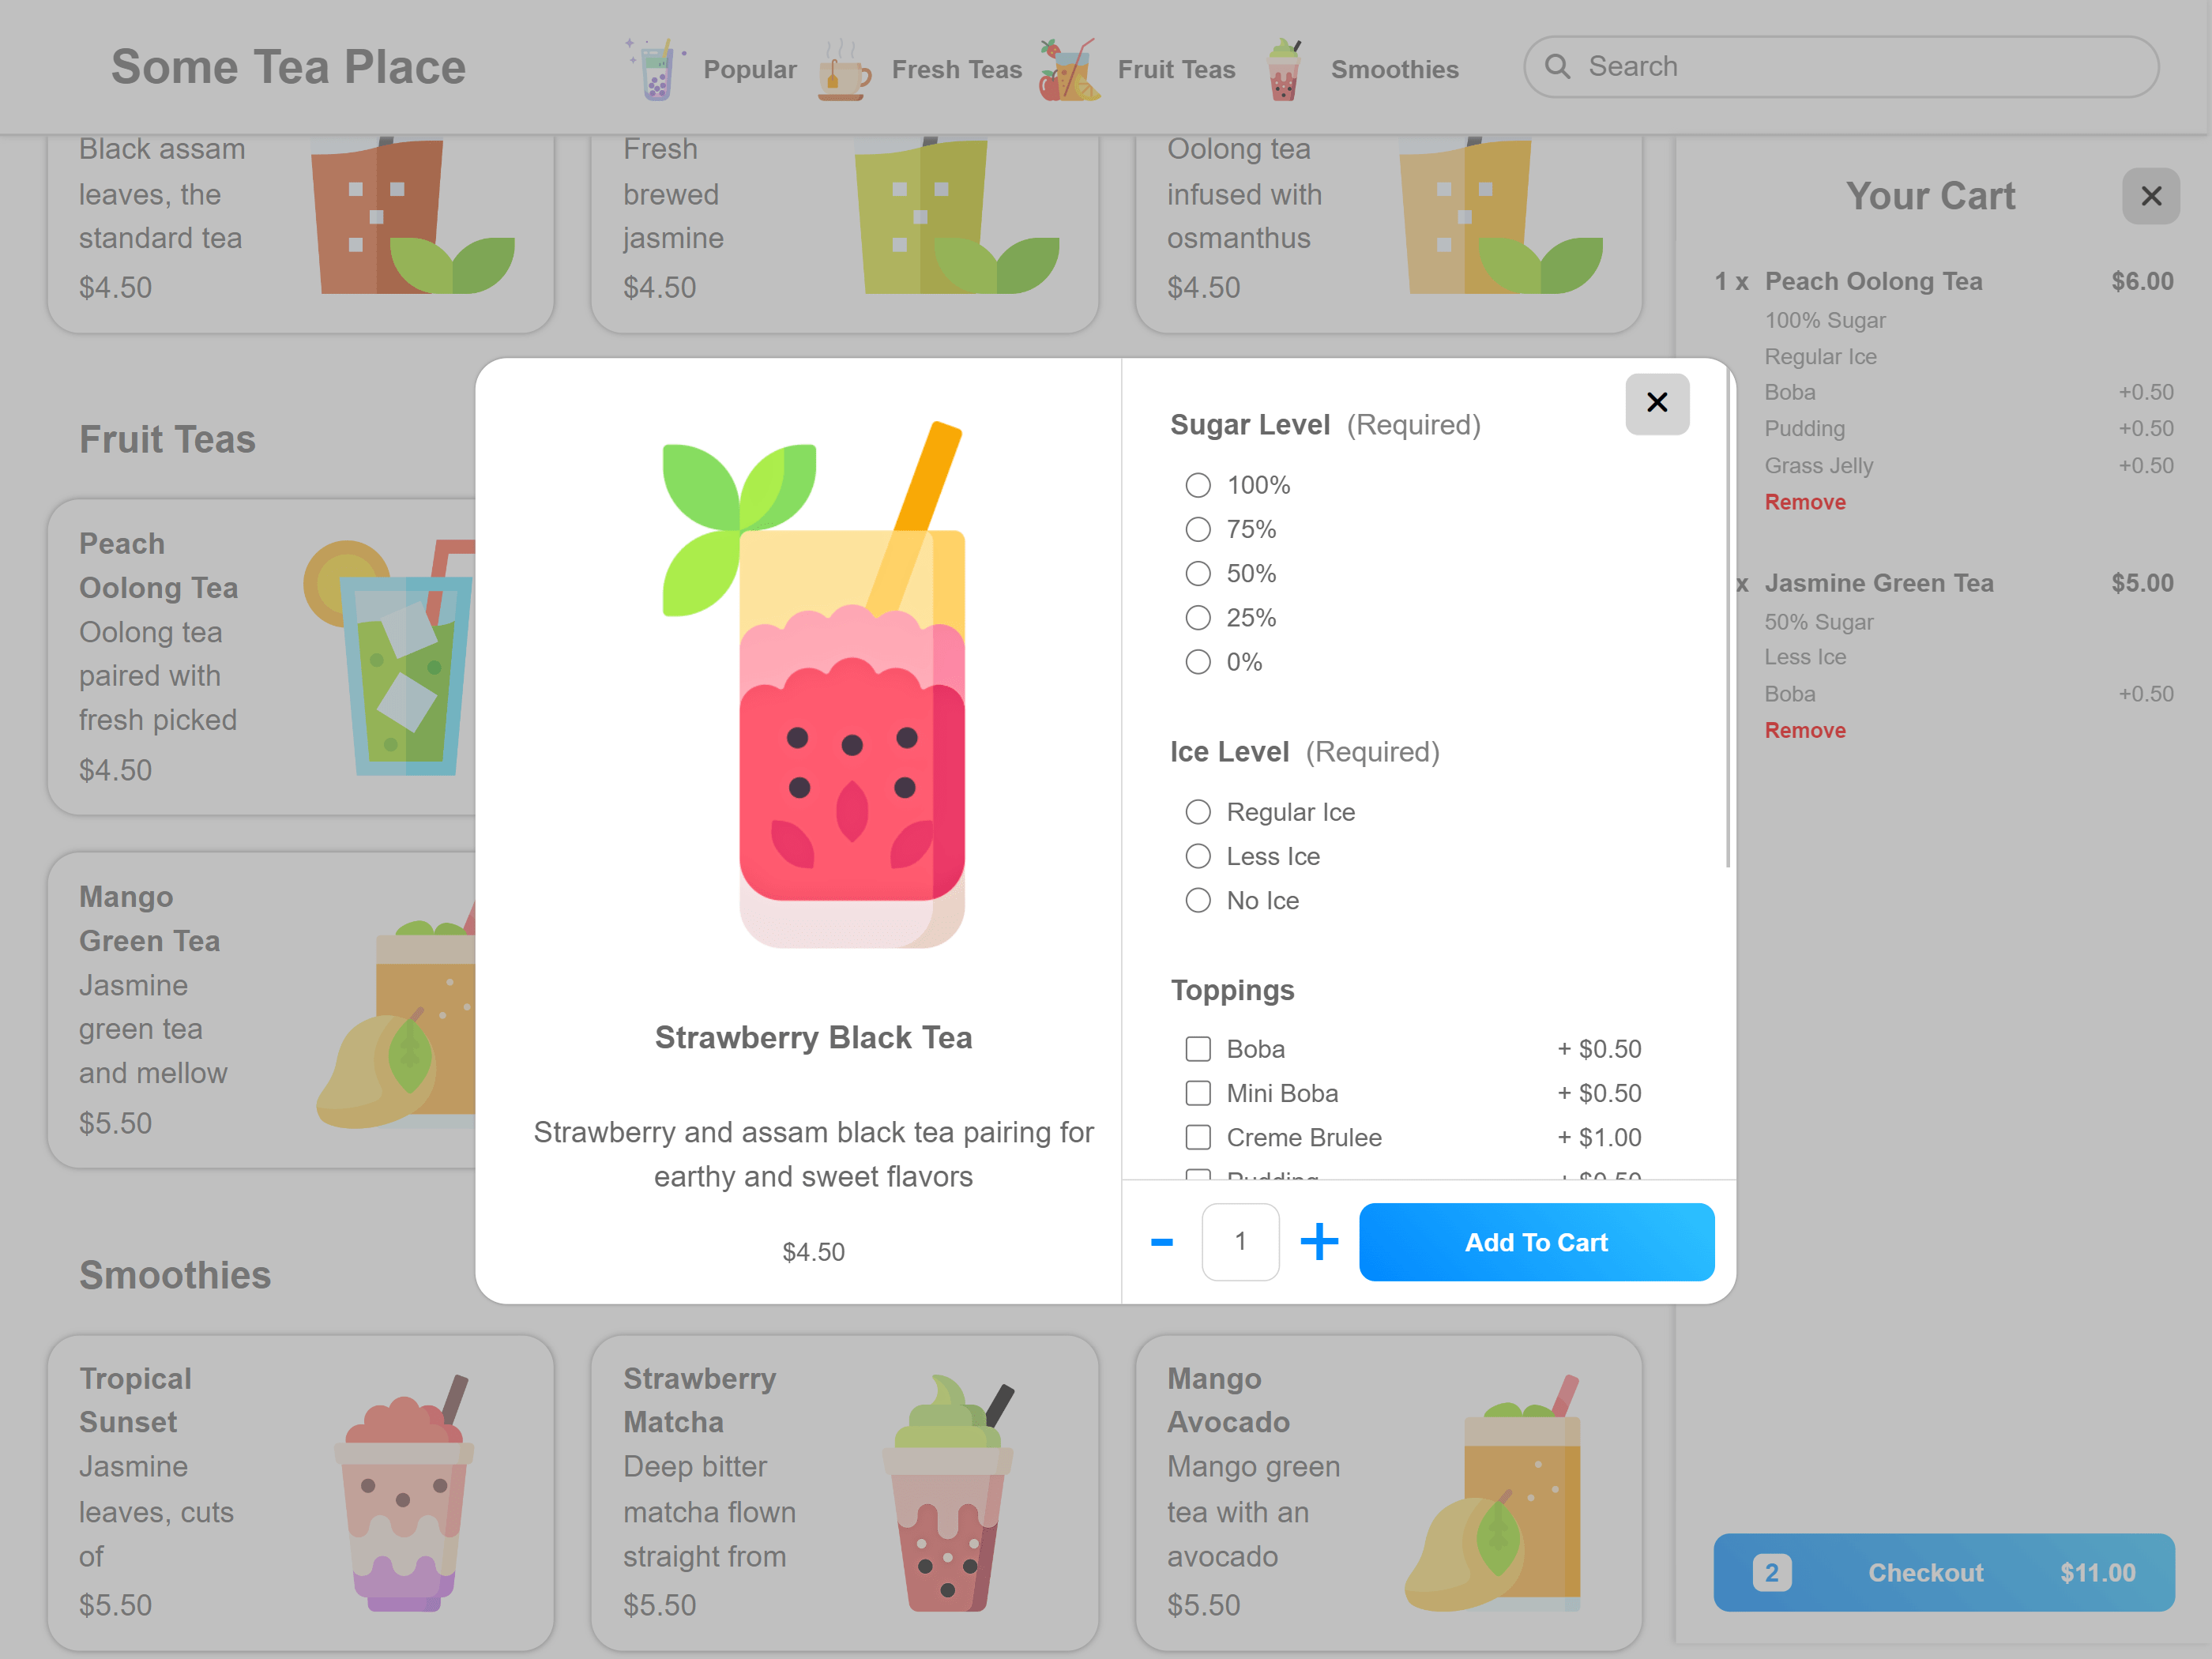 Some Tea Place
Popular
Fresh Teas
Fruit Teas
Smoothies
Search
Black assam
leaves, the
standard tea
$4.50
Fresh
brewed
jasmine
$4.50
Oolong tea
infused with
osmanthus
$4.50
Fruit Teas
Peach
Oolong Tea
Oolong tea
paired with
fresh picked
$4.50
Mango
Green Tea
Jasmine
green tea
and mellow
$5.50
Smoothies
Tropical
Sunset
Jasmine
leaves, cuts
of
$5.50
Strawberry
Matcha
Deep bitter
matcha flown
straight from
$5.50
Mango
Avocado
Mango green
tea with an
avocado
$5.50
Strawberry Black Tea
Strawberry and assam black tea pairing for
earthy and sweet flavors
$4.50
Sugar Level (Required)
100%
75%
50%
25%
0%
Ice Level (Required)
Regular Ice
Less Ice
No Ice
Toppings
Boba + $0.50
Mini Boba + $0.50
Creme Brulee + $1.00
Pudding + $0.50
- 1 + Add To Cart
Your Cart
1 x Peach Oolong Tea $6.00
100% Sugar
Regular Ice
Boba +0.50
Pudding +0.50
Grass Jelly +0.50
Remove
x Jasmine Green Tea $5.00
50% Sugar
Less Ice
Boba +0.50
Remove
2 Checkout $11.00